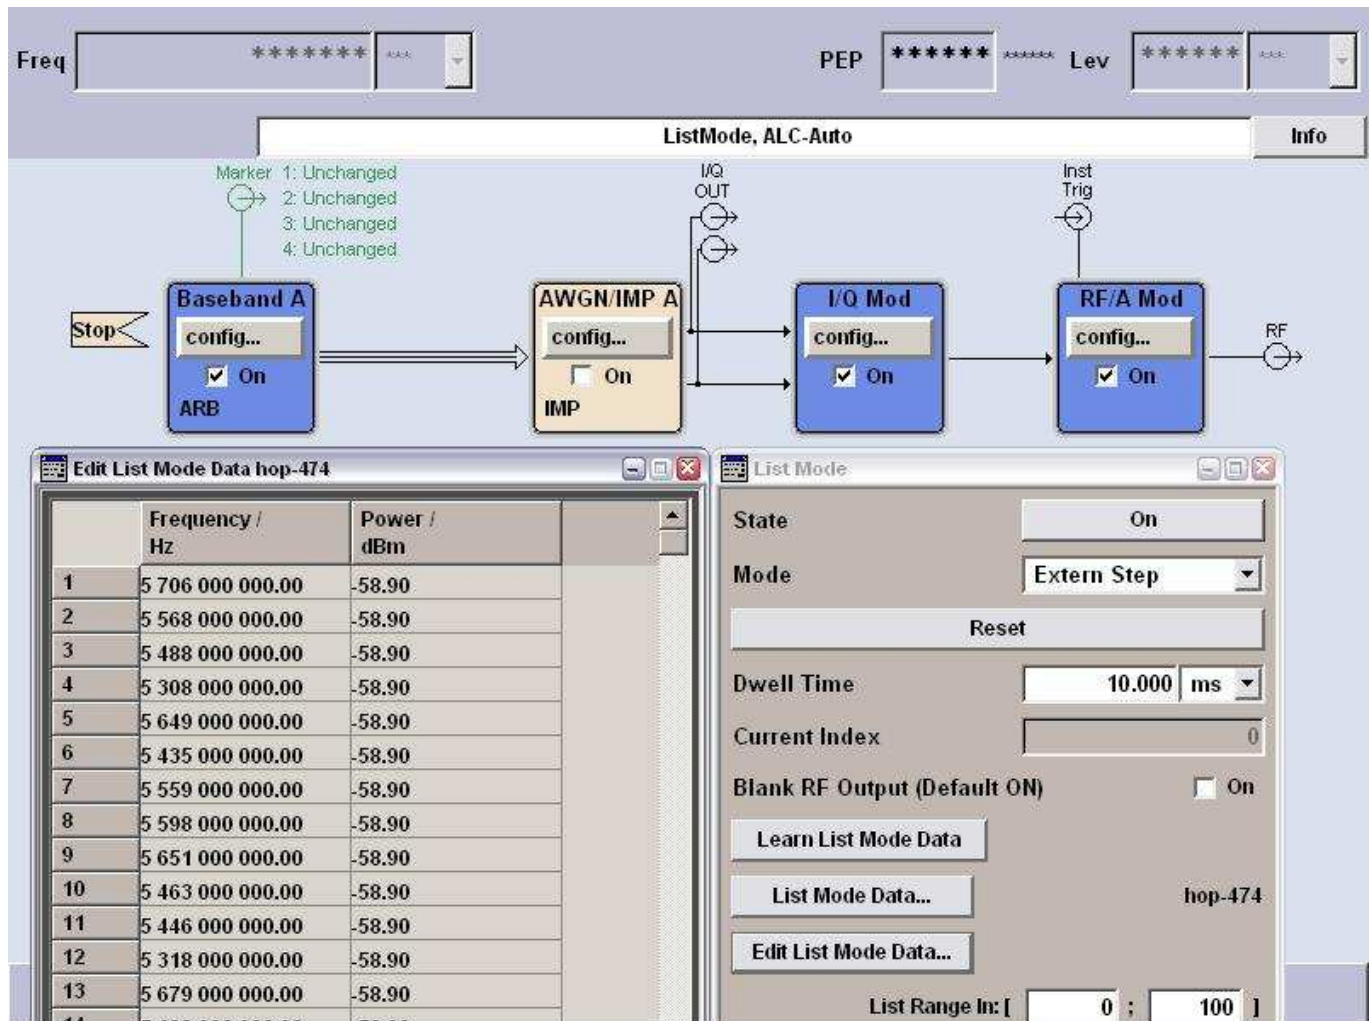 Freq ******* *** PEP ****** ****** Lev ****** ***
ListMode, ALC-Auto Info
Marker 1: Unchanged
2: Unchanged
3: Unchanged
4: Unchanged
I/Q
OUT
Inst
Trig
Stop
Baseband A
config...
On
ARB
AWGN/IMP A
config...
On
IMP
I/Q Mod
config...
On
RF/A Mod
config...
On
RF
Edit List Mode Data hop-474
Frequency / Hz Power / dBm
1 5 706 000 000.00 -58.90
2 5 568 000 000.00 -58.90
3 5 488 000 000.00 -58.90
4 5 308 000 000.00 -58.90
5 5 649 000 000.00 -58.90
6 5 435 000 000.00 -58.90
7 5 559 000 000.00 -58.90
8 5 598 000 000.00 -58.90
9 5 651 000 000.00 -58.90
10 5 463 000 000.00 -58.90
11 5 446 000 000.00 -58.90
12 5 318 000 000.00 -58.90
13 5 679 000 000.00 -58.90
List Mode
State On
Mode Extern Step
Reset
Dwell Time 10.000 ms
Current Index 0
Blank RF Output (Default ON) On
Learn List Mode Data
List Mode Data... hop-474
Edit List Mode Data...
List Range In: [ 0 ; 100 ]